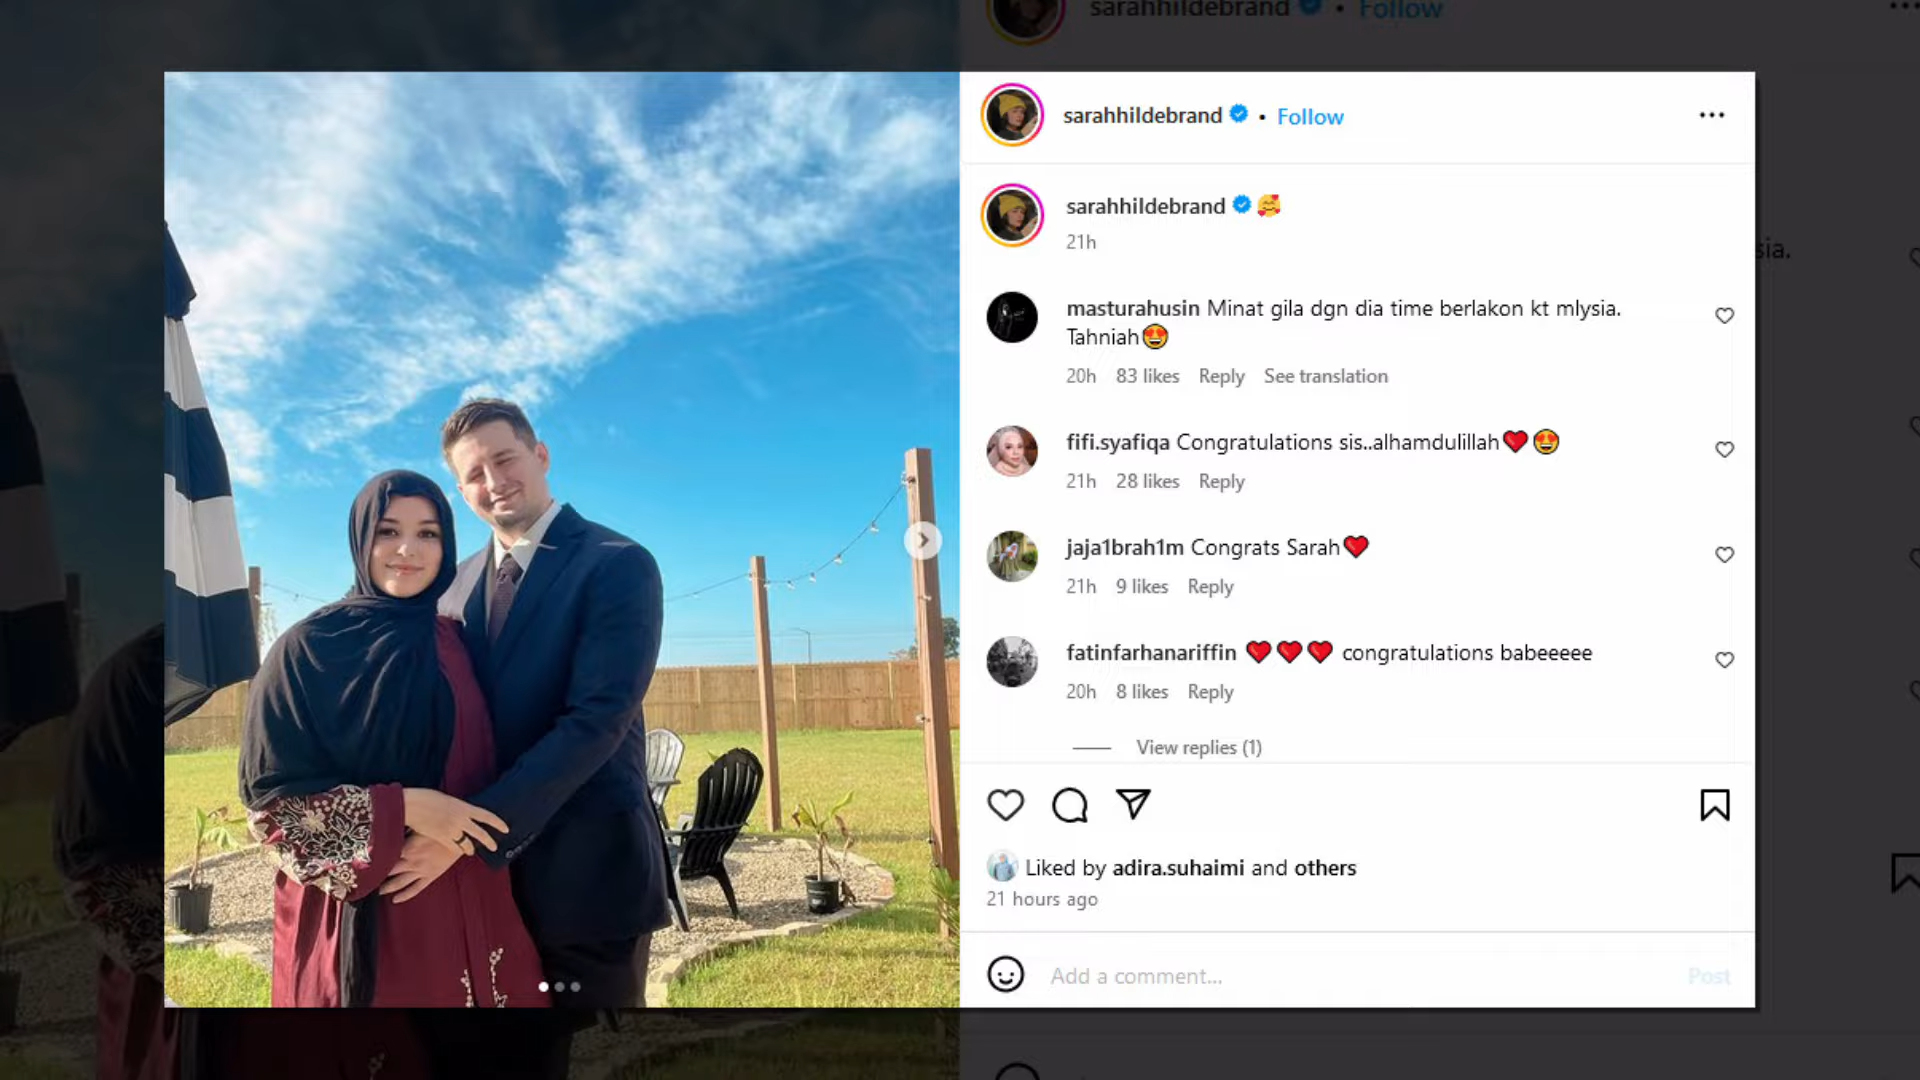 sarahhildebrand • Follow
sarahhildebrand • Follow
sarahhildebrand 🥰
21h
sia.
masturahusin Minat gila dgn dia time berlakon kt mlysia.
Tahniah😍
20h 83 likes Reply See translation
fifi.syafiqa Congratulations sis..alhamdulillah❤️😍
21h 28 likes Reply
jaja1brah1m Congrats Sarah❤️
21h 9 likes Reply
fatinfarhanariffin ❤️❤️❤️ congratulations babeeeee
20h 8 likes Reply
View replies (1)
Liked by adira.suhaimi and others
21 hours ago
Add a comment...
Post